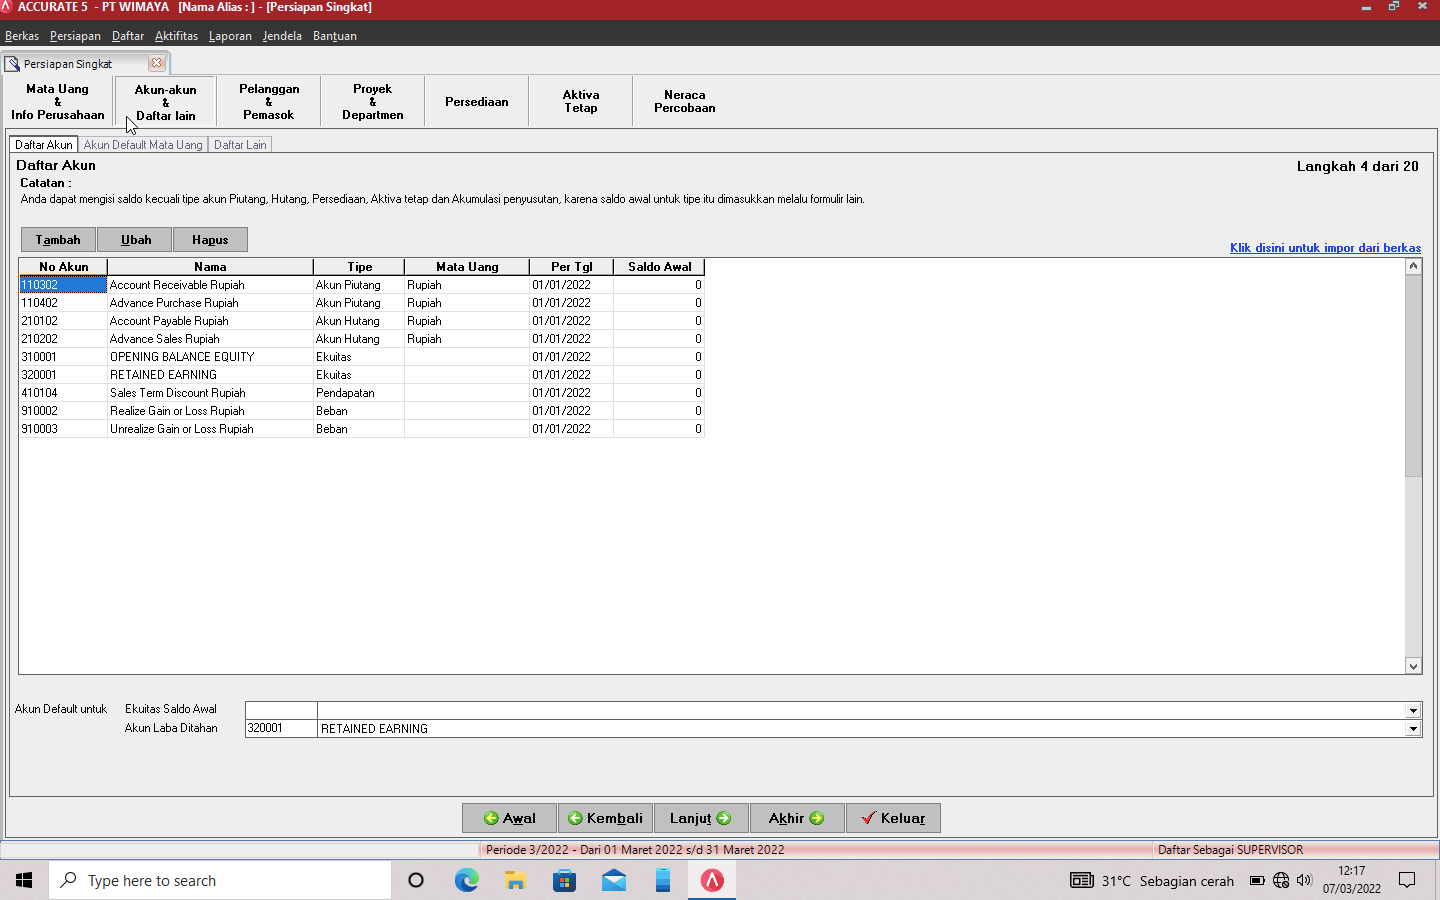 ACCURATE 5 - PT WIMAYA [Nama Alias : ] - [Persiapan Singkat]
Berkas Persiapan Daftar Aktifitas Laporan Jendela Bantuan
Persiapan Singkat
Mata Uang & Info Perusahaan
Akun-akun & Daftar lain
Pelanggan & Pemasok
Proyek & Departmen
Persediaan
Aktiva Tetap
Neraca Percobaan
Daftar Akun Akun Default Mata Uang Daftar Lain
Daftar Akun
Langkah 4 dari 20
Catatan :
Anda dapat mengisi saldo kecuali tipe akun Piutang, Hutang, Persediaan, Aktiva tetap dan Akumulasi penyusutan, karena saldo awal untuk tipe itu dimasukkan melalu formulir lain.
Tambah Ubah Hapus
Klik disini untuk impor dari berkas
No Akun Nama Tipe Mata Uang Per Tgl Saldo Awal
110302 Account Receivable Rupiah Akun Piutang Rupiah 01/01/2022 0
110402 Advance Purchase Rupiah Akun Piutang Rupiah 01/01/2022 0
210102 Account Payable Rupiah Akun Hutang Rupiah 01/01/2022 0
210202 Advance Sales Rupiah Akun Hutang Rupiah 01/01/2022 0
310001 OPENING BALANCE EQUITY Ekuitas 01/01/2022 0
320001 RETAINED EARNING Ekuitas 01/01/2022 0
410104 Sales Term Discount Rupiah Pendapatan 01/01/2022 0
910002 Realize Gain or Loss Rupiah Beban 01/01/2022 0
910003 Unrealize Gain or Loss Rupiah Beban 01/01/2022 0
Akun Default untuk Ekuitas Saldo Awal
Akun Laba Ditahan 320001 RETAINED EARNING
Awal Kembali Lanjut Akhir Keluar
Periode 3/2022 - Dari 01 Maret 2022 s/d 31 Maret 2022 Daftar Sebagai SUPERVISOR
Type here to search
31°C Sebagian cerah
12:17
07/03/2022